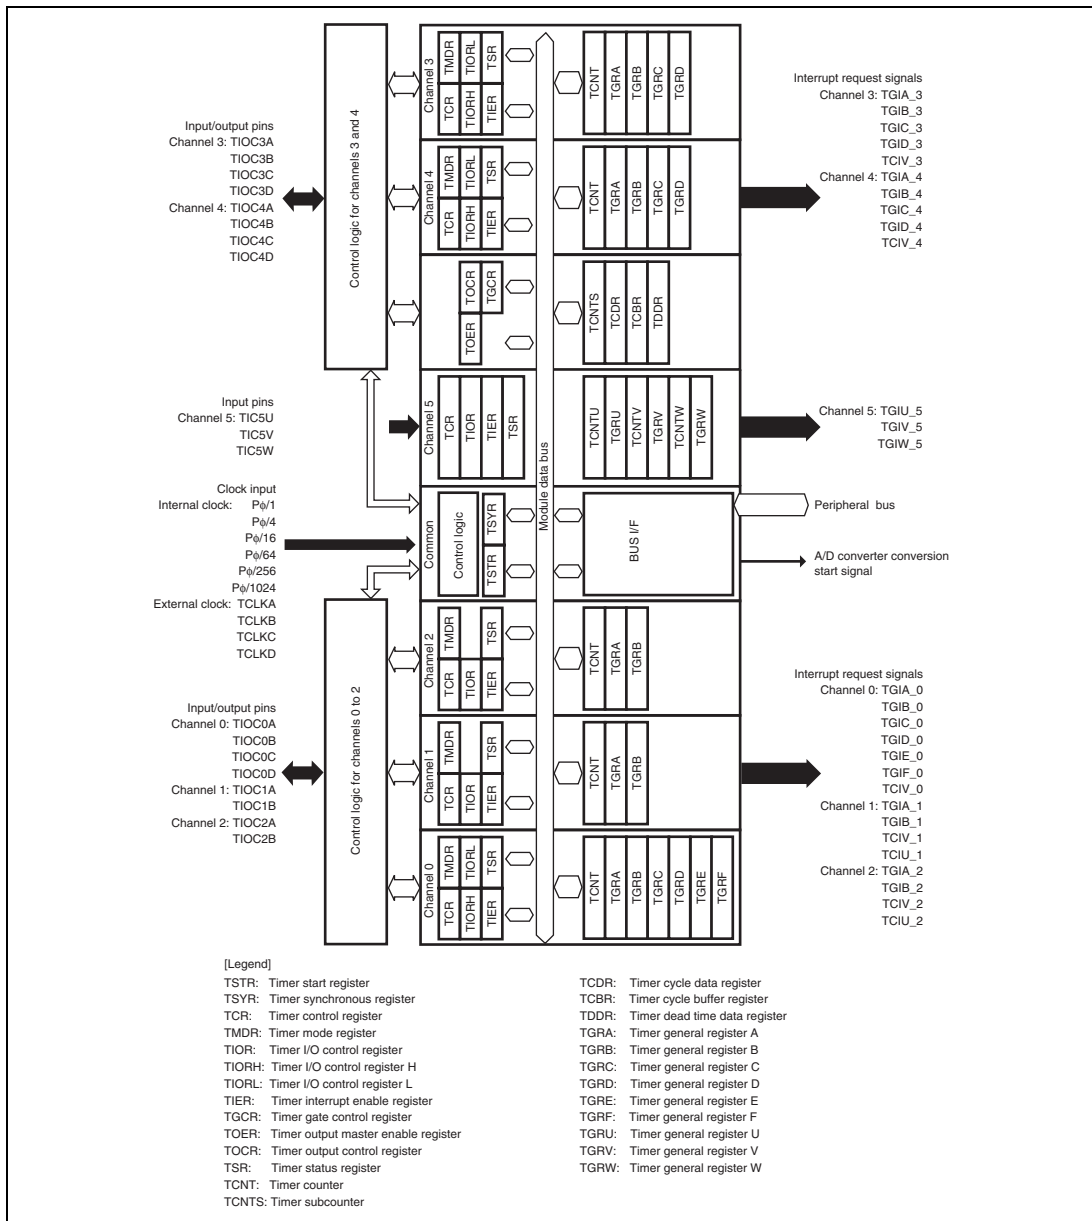 Input/output pins
Channel 3: TIOC3A
TIOC3B
TIOC3C
TIOC3D
Channel 4: TIOC4A
TIOC4B
TIOC4C
TIOC4D
Input pins
Channel 5: TIC5U
TIC5V
TIC5W
Clock input
Internal clock: Pϕ/1
Pϕ/4
Pϕ/16
Pϕ/64
Pϕ/256
Pϕ/1024
External clock: TCLKA
TCLKB
TCLKC
TCLKD
Input/output pins
Channel 0: TIOC0A
TIOC0B
TIOC0C
TIOC0D
Channel 1: TIOC1A
TIOC1B
Channel 2: TIOC2A
TIOC2B
Control logic for channels 3 and 4
Control logic for channels 0 to 2
Channel 3
TCR
TMDR
TIORH
TIORL
TIER
TSR
TCNT
TGRA
TGRB
TGRC
TGRD
Channel 4
TCR
TMDR
TIORH
TIORL
TIER
TSR
TCNT
TGRA
TGRB
TGRC
TGRD
TOER
TOCR
TGCR
TCNTS
TCDR
TCBR
TDDR
Channel 5
TCR
TIOR
TIER
TSR
TCNTU
TGRU
TCNTV
TGRV
TCNTW
TGRW
Module data bus
Common
Control logic
TSTR
TSYR
BUS I/F
Channel 2
TCR
TMDR
TIOR
TIER
TSR
TCNT
TGRA
TGRB
Channel 1
TCR
TMDR
TIOR
TIER
TSR
TCNT
TGRA
TGRB
Channel 0
TCR
TMDR
TIORH
TIORL
TIER
TSR
TCNT
TGRA
TGRB
TGRC
TGRD
TGRE
TGRF
Interrupt request signals
Channel 3: TGIA_3
TGIB_3
TGIC_3
TGID_3
TCIV_3
Channel 4: TGIA_4
TGIB_4
TGIC_4
TGID_4
TCIV_4
Channel 5: TGIU_5
TGIV_5
TGIW_5
Peripheral bus
A/D converter conversion
start signal
Interrupt request signals
Channel 0: TGIA_0
TGIB_0
TGIC_0
TGID_0
TGIE_0
TGIF_0
TCIV_0
Channel 1: TGIA_1
TGIB_1
TCIV_1
TCIU_1
Channel 2: TGIA_2
TGIB_2
TCIV_2
TCIU_2
[Legend]
TSTR: Timer start register
TSYR: Timer synchronous register
TCR: Timer control register
TMDR: Timer mode register
TIOR: Timer I/O control register
TIORH: Timer I/O control register H
TIORL: Timer I/O control register L
TIER: Timer interrupt enable register
TGCR: Timer gate control register
TOER: Timer output master enable register
TOCR: Timer output control register
TSR: Timer status register
TCNT: Timer counter
TCNTS: Timer subcounter
TCDR: Timer cycle data register
TCBR: Timer cycle buffer register
TDDR: Timer dead time data register
TGRA: Timer general register A
TGRB: Timer general register B
TGRC: Timer general register C
TGRD: Timer general register D
TGRE: Timer general register E
TGRF: Timer general register F
TGRU: Timer general register U
TGRV: Timer general register V
TGRW: Timer general register W